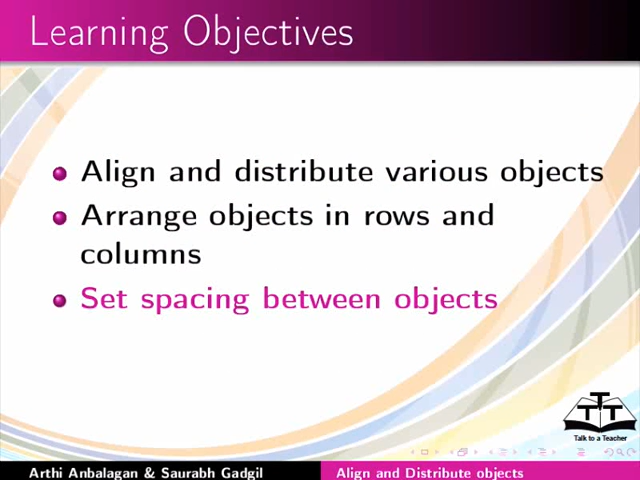 Learning Objectives
Align and distribute various objects
Arrange objects in rows and
columns
Set spacing between objects
TTT
Talk to a Teacher
Arthi Anbalagan & Saurabh Gadgil
Align and Distribute objects